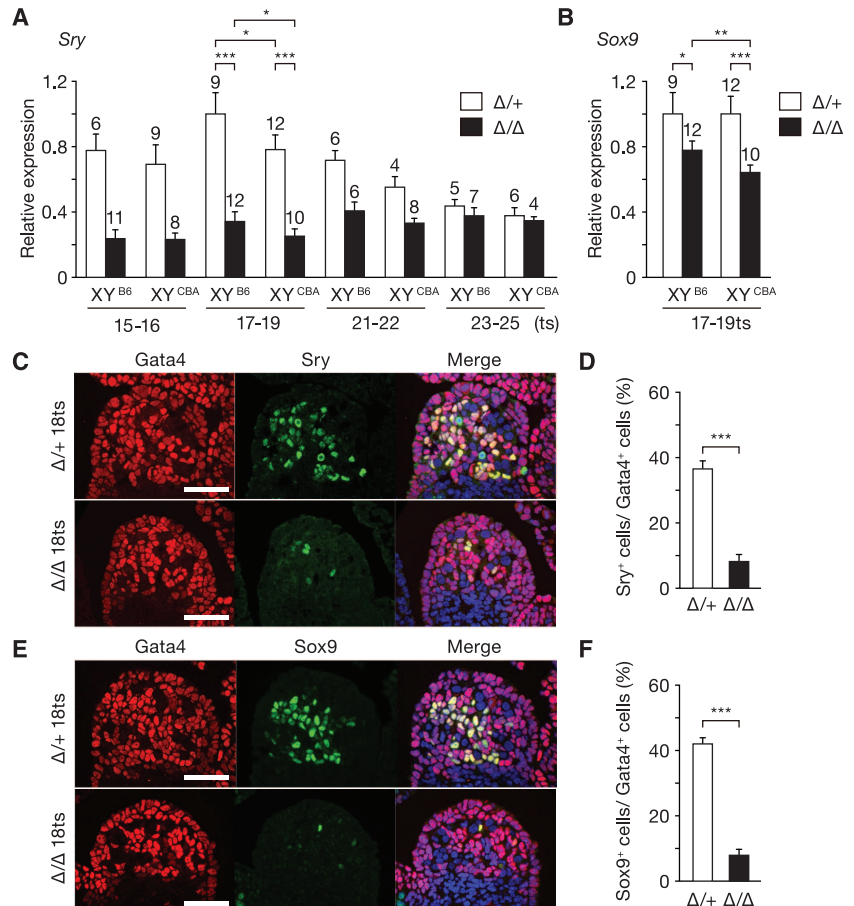 A
Sry
* *
*** ***
Relative expression
1.2
0.8
0.4
0
6 11 9 8 9 12 12 10 6 6 4 8 5 7 6 4
Δ/+
Δ/Δ
XY B6 XY CBA XY B6 XY CBA XY B6 XY CBA XY B6 XY CBA
15-16 17-19 21-22 23-25 (ts)
B
Sox9
**
* ***
Relative expression
1.2
0.8
0.4
0
9 12 12 10
Δ/+
Δ/Δ
XY B6 XY CBA
17-19ts
C
Gata4 Sry Merge
Δ/+ 18ts
Δ/Δ 18ts
D
Sry+ cells/ Gata4+ cells (%)
60
40
20
0
***
Δ/+ Δ/Δ
E
Gata4 Sox9 Merge
Δ/+ 18ts
Δ/Δ 18ts
F
Sox9+ cells/ Gata4+ cells (%)
60
40
20
0
***
Δ/+ Δ/Δ